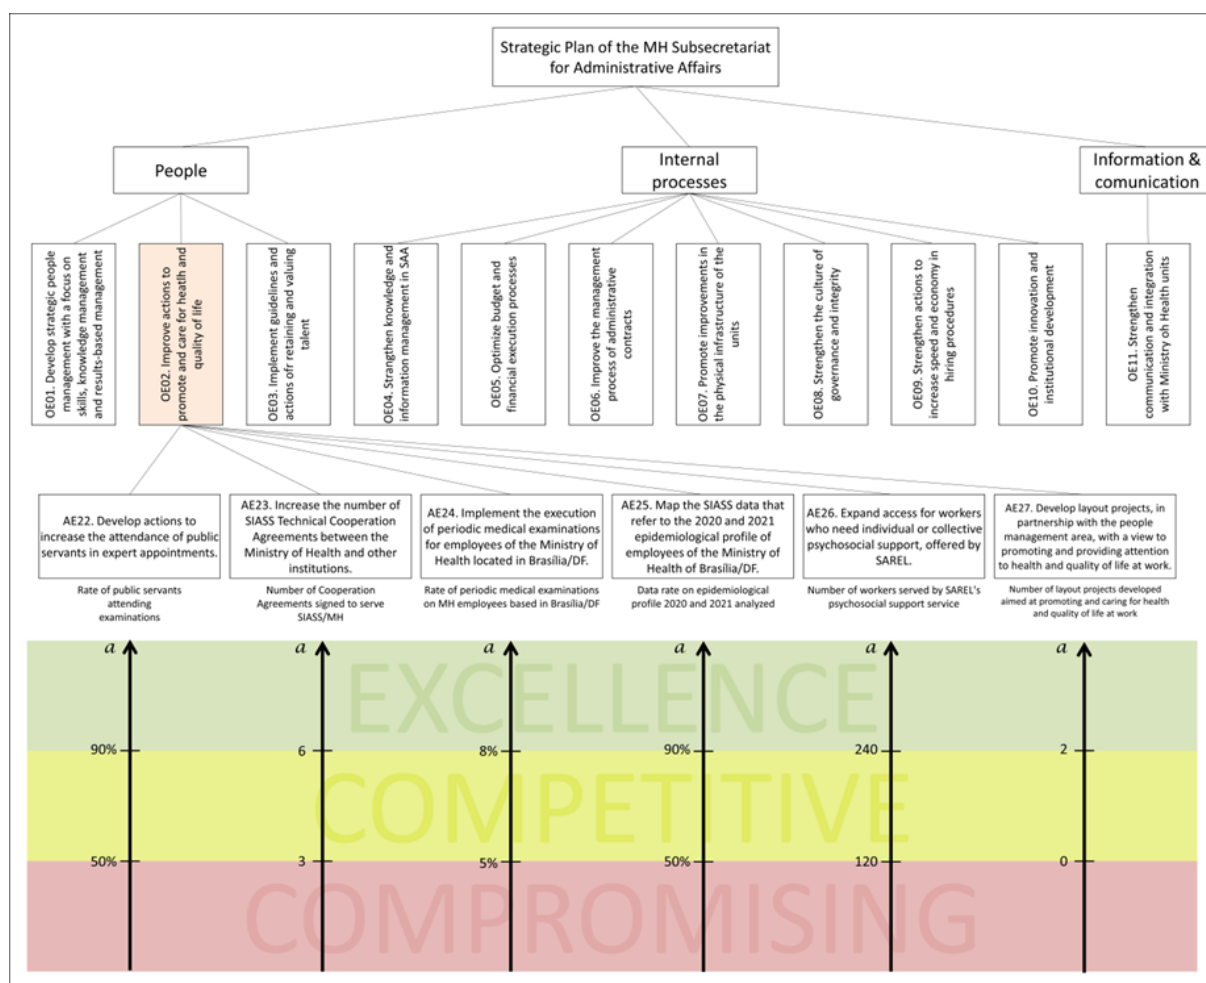 Strategic Plan of the MH Subsecretariat
for Administrative Affairs
People
Internal
processes
Information &
comunication
OE01. Develop strategic people
management with a focus on
skills, knowledge management
and results-based management
OE02. Improve actions to
promote and care for heatlh and
quality of life
OE03. Implement guidelines and
actions ofr retaining and valuing
talent
OE04. Strangthen knowledge and
information management in SAA
OE05. Optimize budget and
financial execution processes
OE06. Improve the management
process of administrative
contracts
OE07. Promote improvements in
the physical infrastructure of the
units
OE08. Strengthen the culture of
governance and integrity
OE09. Strengthen actions to
increase speed and economy in
hiring procedures
OE10. Promote innovation and
institutional development
OE11. Strengthen
communication and integration
with Ministry oh Health units
AE22. Develop actions to
increase the attendance of public
servants in expert appointments.
AE23. Increase the number of
SIASS Technical Cooperation
Agreements between the
Ministry of Health and other
institutions.
AE24. Implement the execution
of periodic medical examinations
for employees of the Ministry of
Health located in Brasília/DF.
AE25. Map the SIASS data that
refer to the 2020 and 2021
epidemiological profile of
employees of the Ministry of
Health of Brasília/DF.
AE26. Expand access for workers
who need individual or collective
psychosocial support, offered by
SAREL.
AE27. Develop layout projects, in
partnership with the people
management area, with a view to
promoting and providing attention
to health and quality of life at work.
Rate of public servants
attending
examinations
Number of Cooperation
Agreements signed to serve
SIASS/MH
Rate of periodic medical examinations
on MH employees based in Brasília/DF
Data rate on epidemiological
profile 2020 and 2021 analyzed
Number of workers served by SAREL's
psychosocial support service
Number of layout projects developed
aimed at promoting and caring for health
and quality of life at work
a a a a a a
EXCELLENCE
90% 6 8% 90% 240 2
COMPETITIVE
50% 3 5% 50% 120 0
COMPROMISING